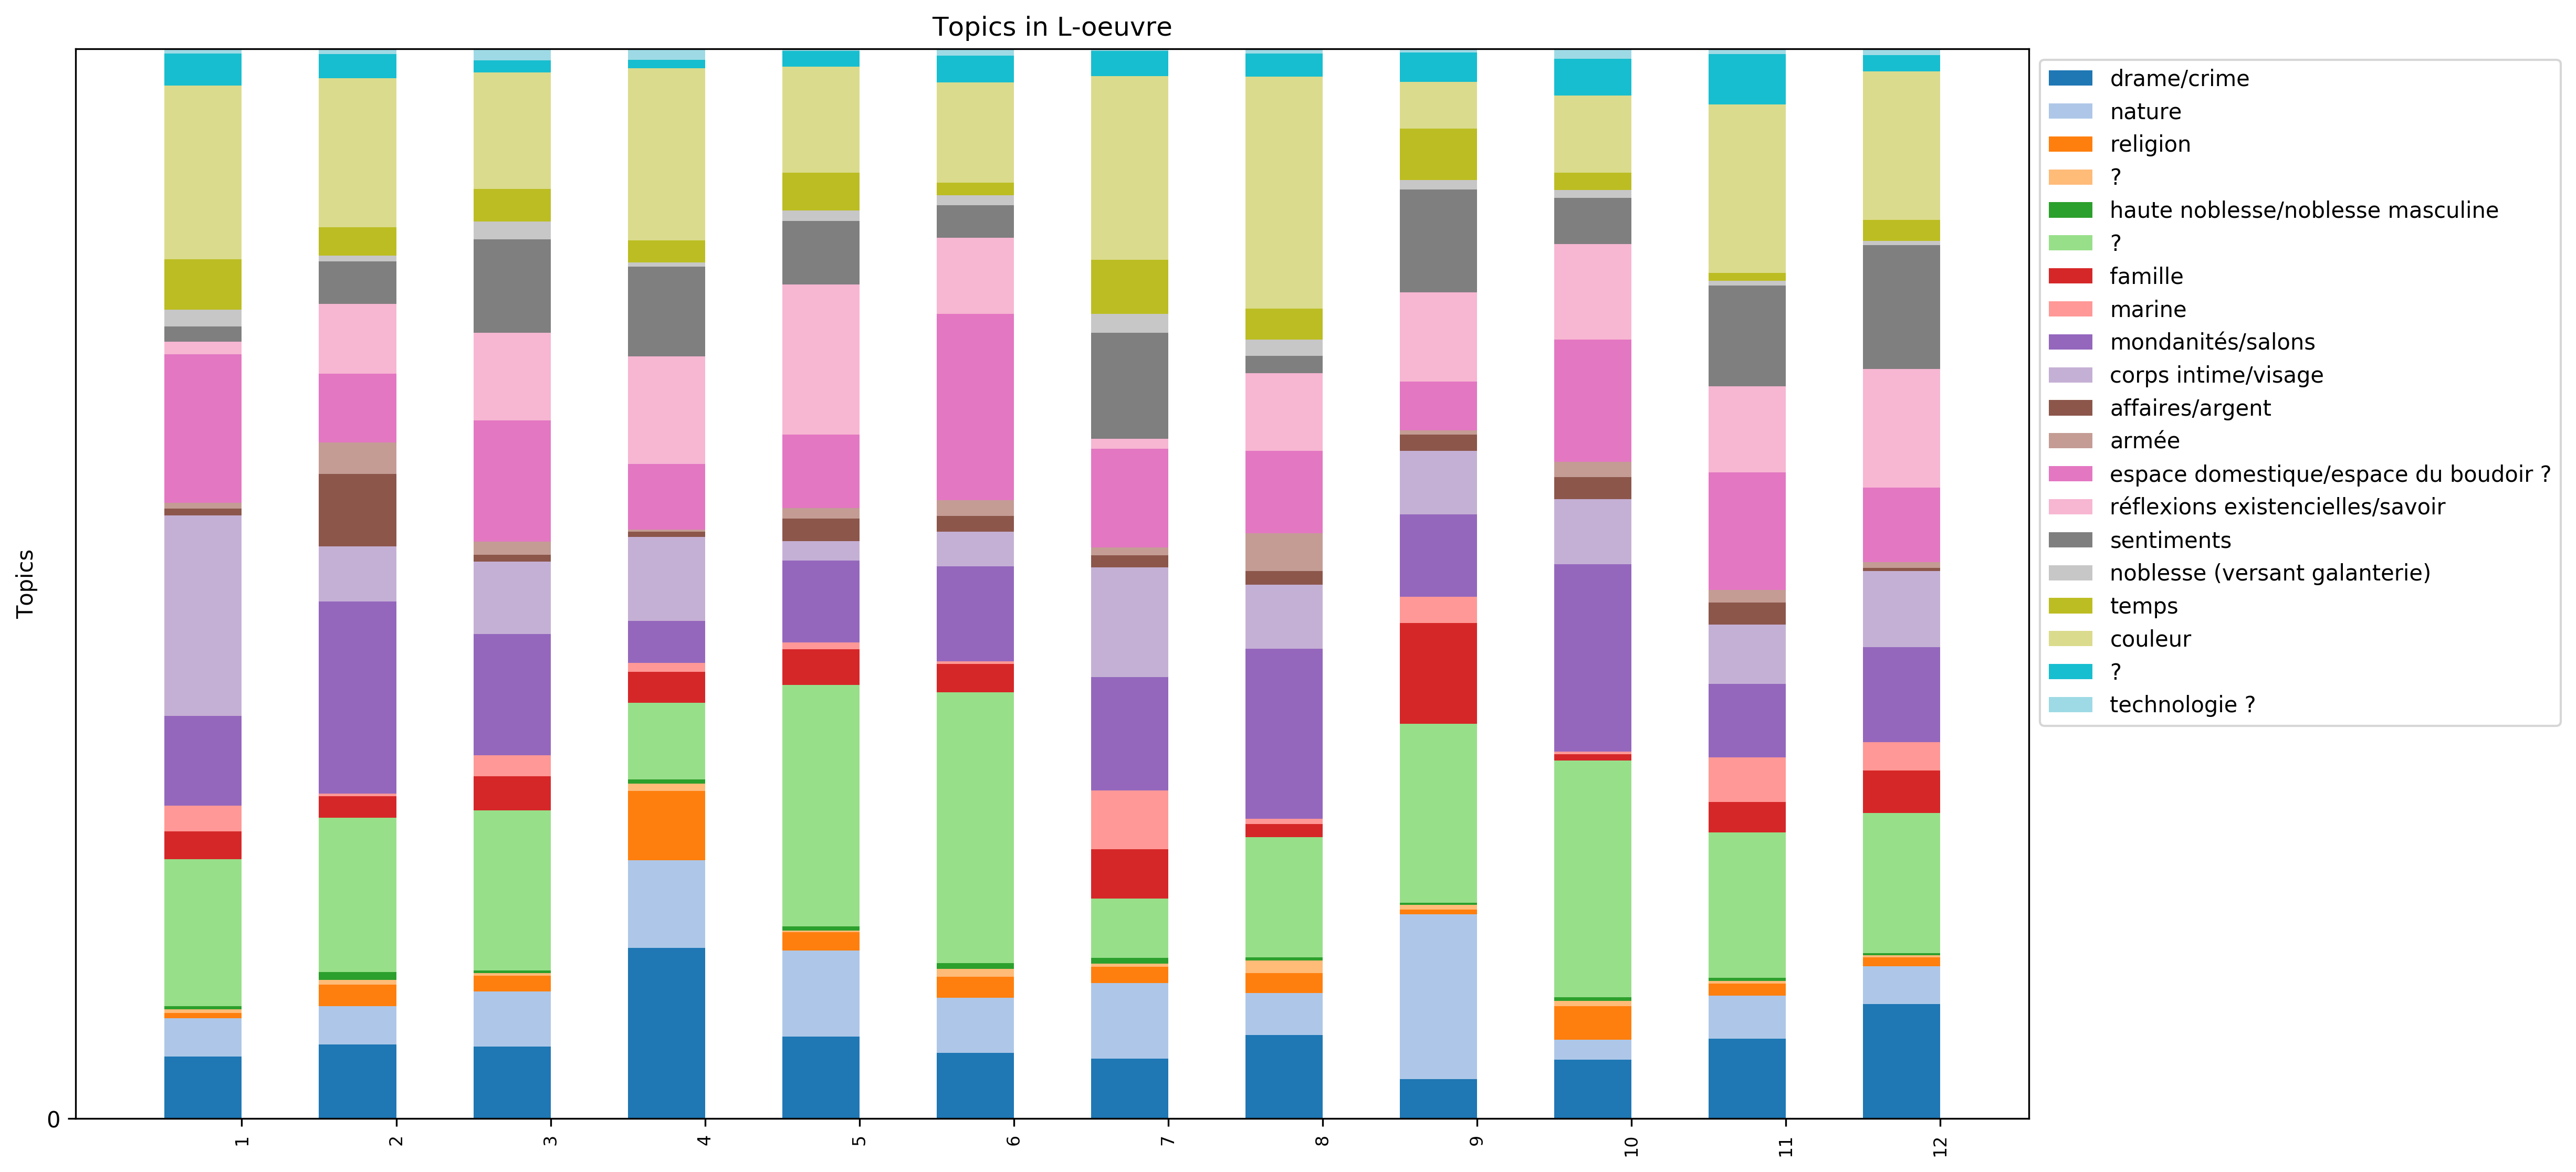 Topics in L-oeuvre
Topics
0
1
2
3
4
5
6
7
8
9
10
11
12
drame/crime
nature
religion
?
haute noblesse/noblesse masculine
?
famille
marine
mondanités/salons
corps intime/visage
affaires/argent
armée
espace domestique/espace du boudoir ?
réflexions existencielles/savoir
sentiments
noblesse (versant galanterie)
temps
couleur
?
technologie ?